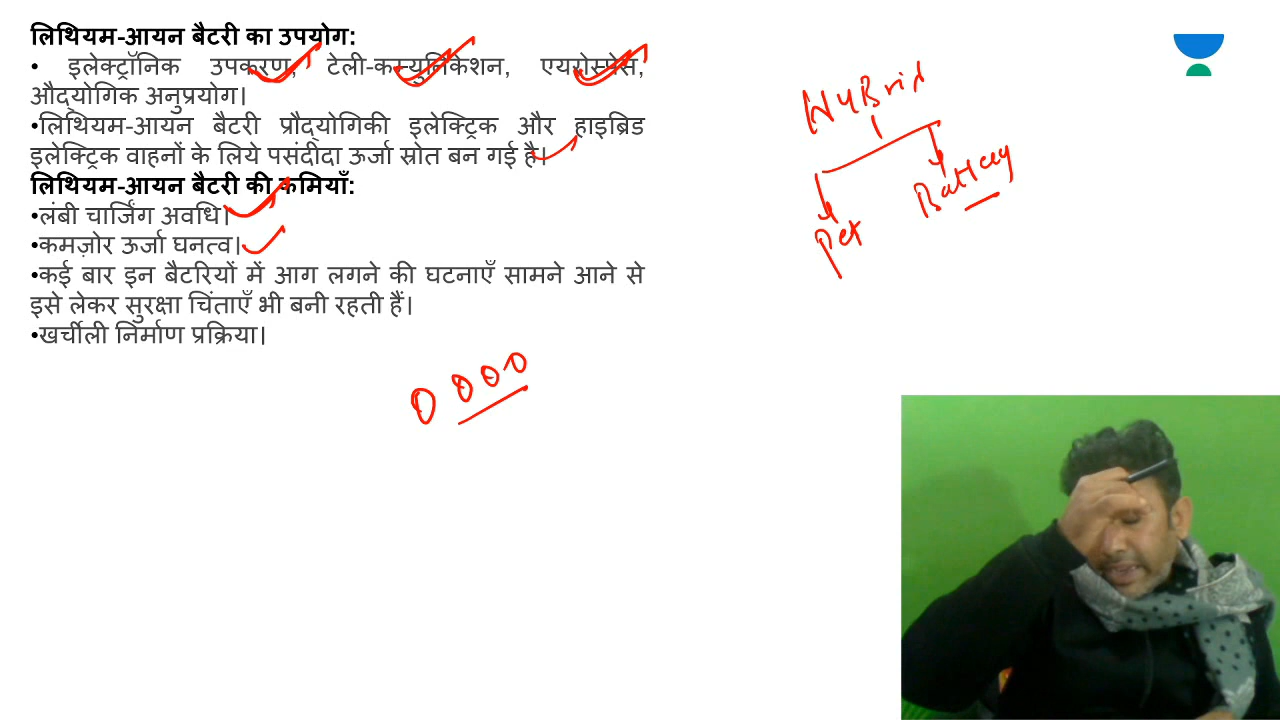 लिथियम-आयन बैटरी का उपयोग:
• इलेक्ट्रॉनिक उपकरण, टेली-कम्युनिकेशन, एयरोस्पेस,
औद्योगिक अनुप्रयोग।
•लिथियम-आयन बैटरी प्रौद्योगिकी इलेक्ट्रिक और हाइब्रिड
इलेक्ट्रिक वाहनों के लिये पसंदीदा ऊर्जा स्रोत बन गई है।
लिथियम-आयन बैटरी की कमियाँ:
•लंबी चार्जिंग अवधि।
•कमज़ोर ऊर्जा घनत्व।
•कई बार इन बैटरियों में आग लगने की घटनाएँ सामने आने से
इसे लेकर सुरक्षा चिंताएँ भी बनी रहती हैं।
•खर्चीली निर्माण प्रक्रिया।
HyBrid
Pet
Battery